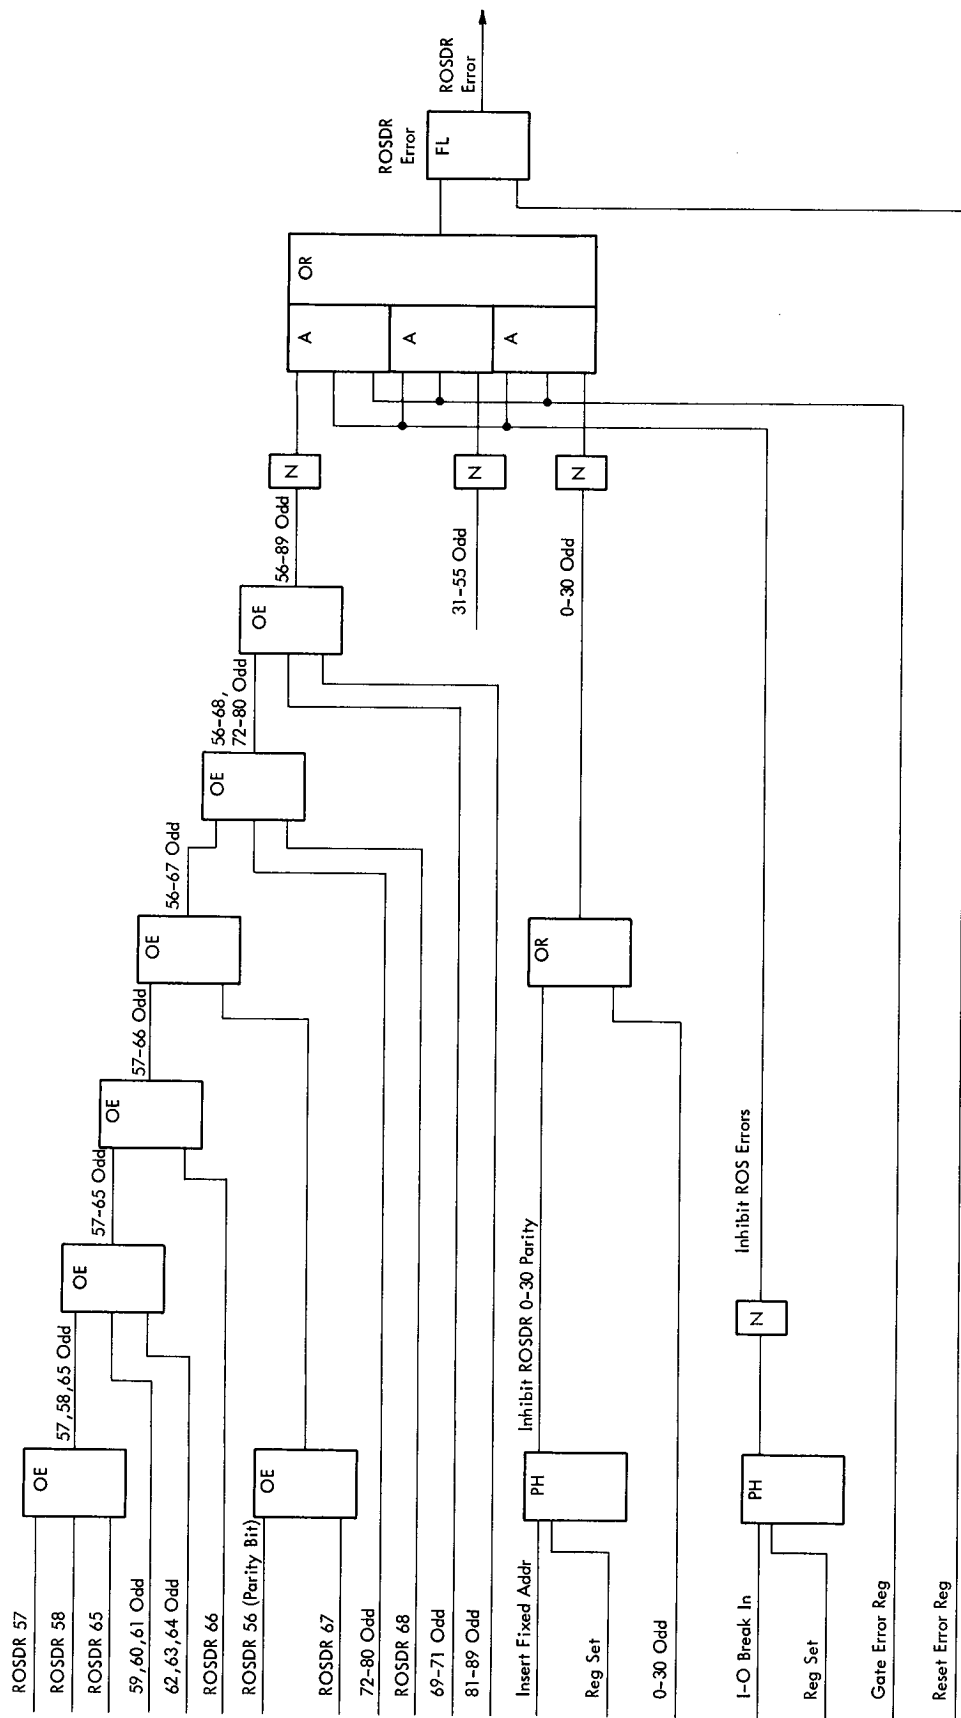 ROSDR 57
ROSDR 58
ROSDR 65
59,60,61 Odd
62,63,64 Odd
ROSDR 66
ROSDR 56 (Parity Bit)
ROSDR 67
72-80 Odd
ROSDR 68
69-71 Odd
81-89 Odd
Insert Fixed Addr
Reg Set
0-30 Odd
I-O Break In
Reg Set
Gate Error Reg
Reset Error Reg
OE
OE
PH
PH
57,58,65 Odd
Inhibit ROSDR 0-30 Parity
OE
N
57-65 Odd
Inhibit ROS Errors
OE
57-66 Odd
OE
OR
56-67 Odd
OE
56-68,
72-80 Odd
OE
56-89 Odd
31-55 Odd
0-30 Odd
N
N
N
A
A
A
OR
ROSDR
Error
FL
ROSDR
Error